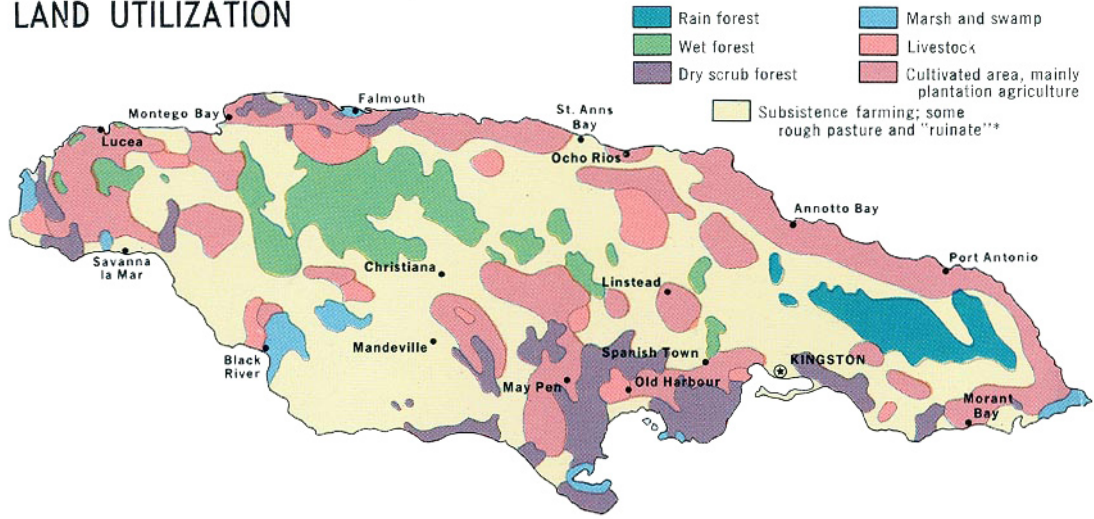 LAND UTILIZATION
Rain forest
Wet forest
Dry scrub forest
Marsh and swamp
Livestock
Cultivated area, mainly
plantation agriculture
Subsistence farming; some
rough pasture and "ruinate"*
Montego Bay
Falmouth
St. Anns
Bay
Lucea
Ocho Rios
Annotto Bay
Savanna
la Mar
Christiana
Port Antonio
Linstead
Black
River
Mandeville
Spanish Town
KINGSTON
May Pen
Old Harbour
Morant
Bay